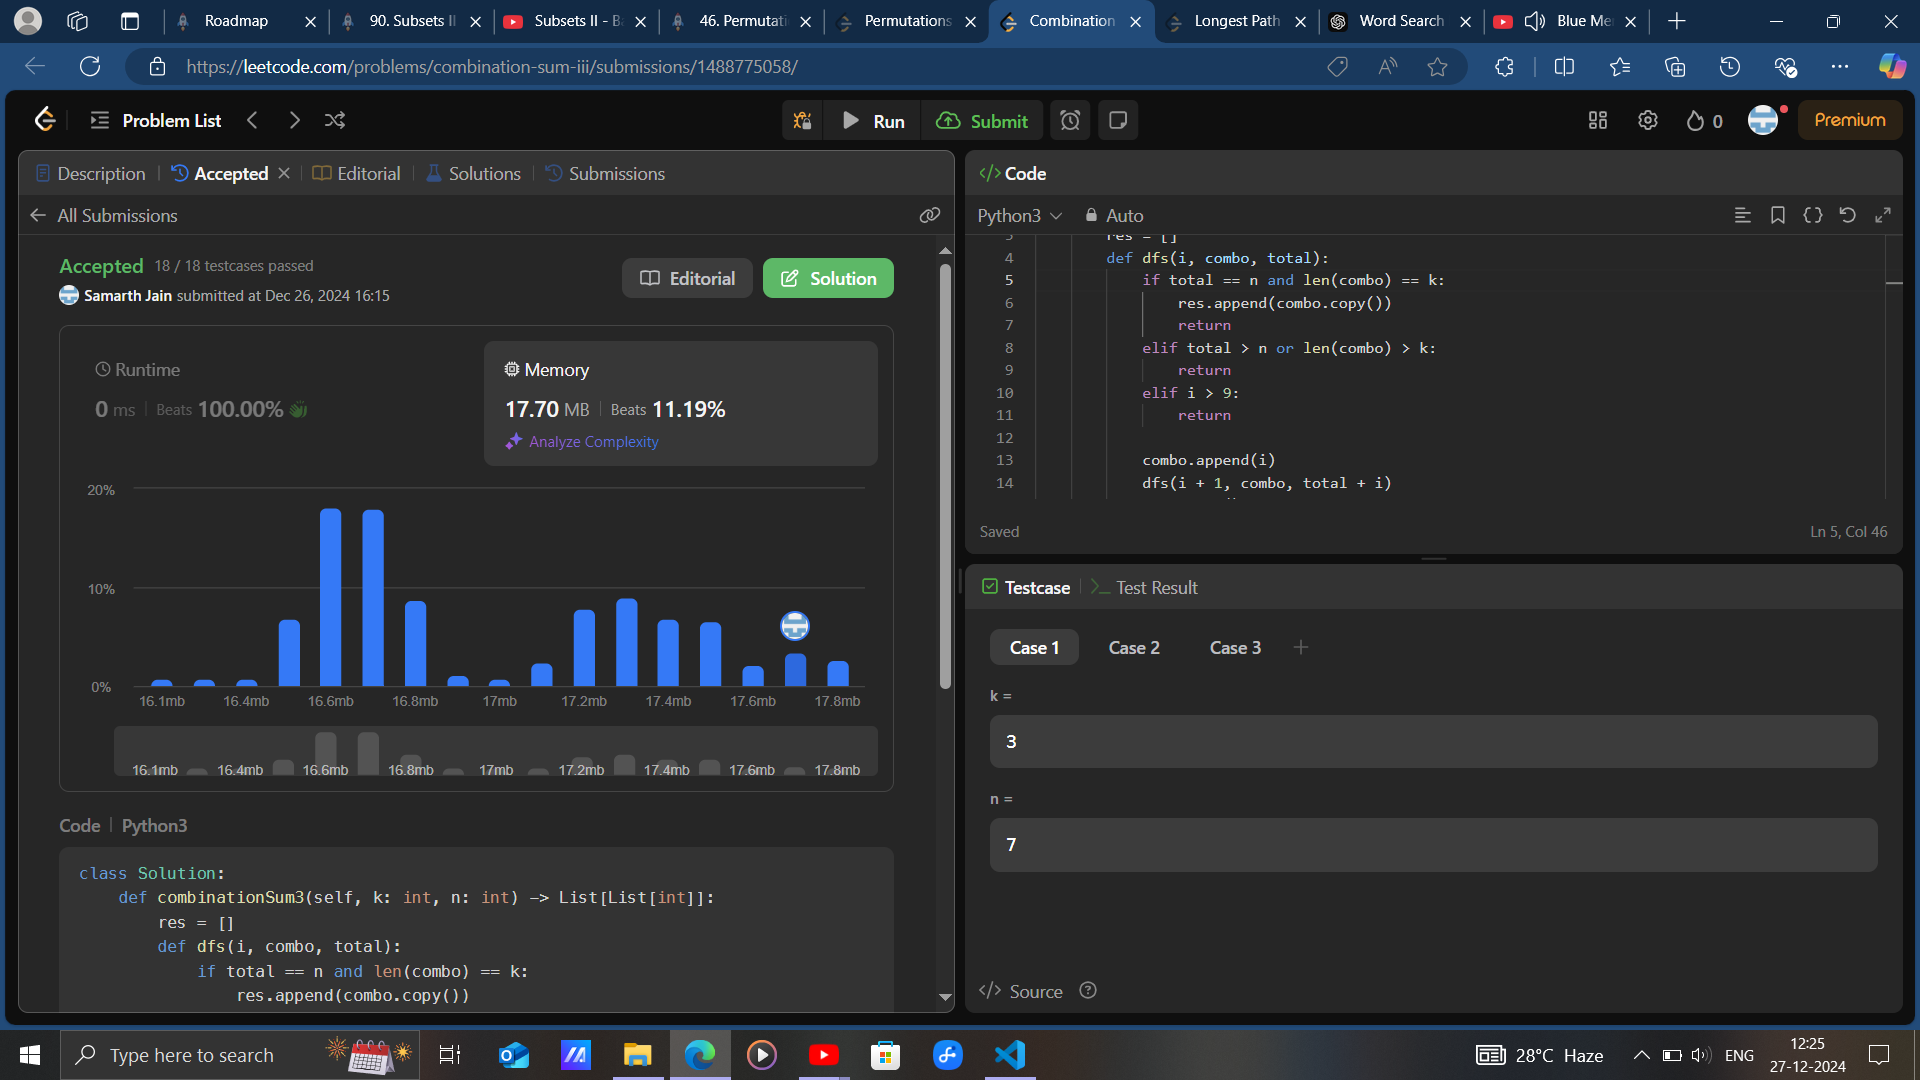 Roadmap
90. Subsets II
Subsets II - Ba
46. Permutati
Permutations
Combination
Longest Path
Word Search
Blue Me
https://leetcode.com/problems/combination-sum-iii/submissions/1488775058/
Problem List
Run
Submit
0
Premium
Description
Accepted
Editorial
Solutions
Submissions
All Submissions
Accepted 18 / 18 testcases passed
Samarth Jain submitted at Dec 26, 2024 16:15
Editorial
Solution
Runtime
0 ms Beats 100.00%
Memory
17.70 MB Beats 11.19%
Analyze Complexity
20%
10%
0%
16.1mb 16.4mb 16.6mb 16.8mb 17mb 17.2mb 17.4mb 17.6mb 17.8mb
16.1mb 16.4mb 16.6mb 16.8mb 17mb 17.2mb 17.4mb 17.6mb 17.8mb
Code | Python3
class Solution:
    def combinationSum3(self, k: int, n: int) -> List[List[int]]:
        res = []
        def dfs(i, combo, total):
            if total == n and len(combo) == k:
                res.append(combo.copy())
</> Code
Python3
Auto
3 res = []
4 def dfs(i, combo, total):
5     if total == n and len(combo) == k:
6         res.append(combo.copy())
7         return
8     elif total > n or len(combo) > k:
9         return
10     elif i > 9:
11         return
12
13     combo.append(i)
14     dfs(i + 1, combo, total + i)
Saved
Ln 5, Col 46
Testcase
>_ Test Result
Case 1
Case 2
Case 3
+
k =
3
n =
7
</> Source
Type here to search
28°C Haze
ENG
12:25
27-12-2024